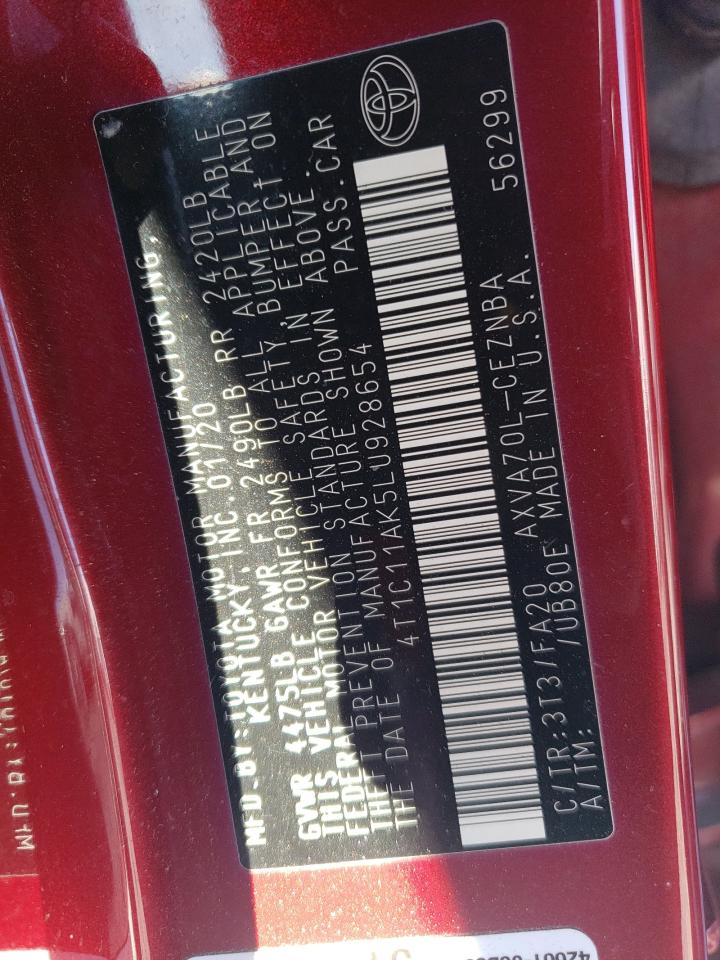 MFD. BY: TOYOTA MOTOR MANUFACTURING,
KENTUCKY, INC. 01/20
GVWR 4475LB GAWR FR 2490LB RR 2420LB
THIS VEHICLE CONFORMS TO ALL APPLICABLE
FEDERAL MOTOR VEHICLE SAFETY, BUMPER, AND
THEFT PREVENTION STANDARDS IN EFFECT ON
THE DATE OF MANUFACTURE SHOWN ABOVE.
4T1C11AK5LU928654 PASS. CAR
C/TR:3T3/FA20 AXVA70L-CEZNBA
A/TM: /UB80E MADE IN U.S.A. 56299